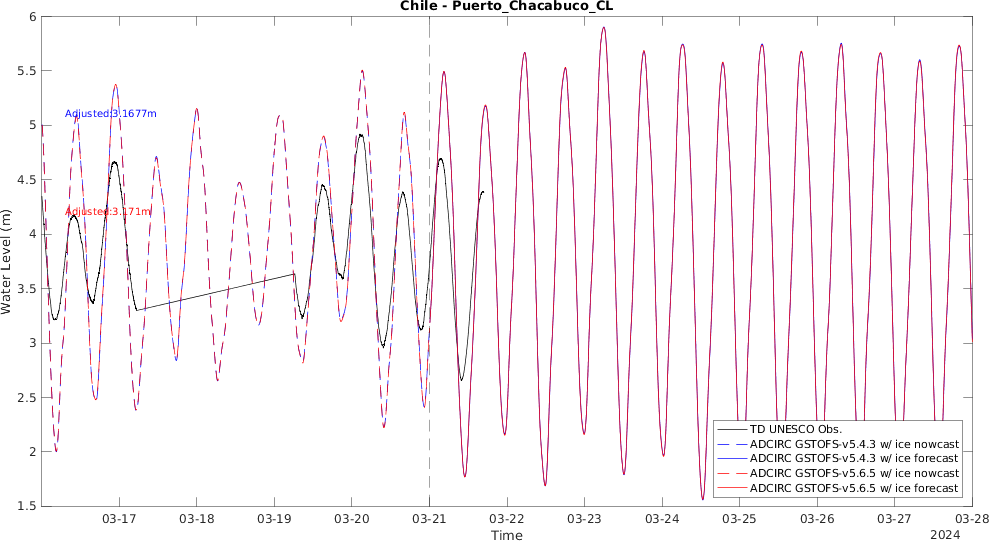 Chile - Puerto_Chacabuco_CL
6
5.5
5
4.5
4
3.5
3
2.5
2
1.5
Water Level (m)
Adjusted:3.1677m
Adjusted:3.171m
TD UNESCO Obs.
ADCIRC GSTOFS-v5.4.3 w/ ice nowcast
ADCIRC GSTOFS-v5.4.3 w/ ice forecast
ADCIRC GSTOFS-v5.6.5 w/ ice nowcast
ADCIRC GSTOFS-v5.6.5 w/ ice forecast
03-17 03-18 03-19 03-20 03-21 03-22 03-23 03-24 03-25 03-26 03-27 03-28
Time
2024